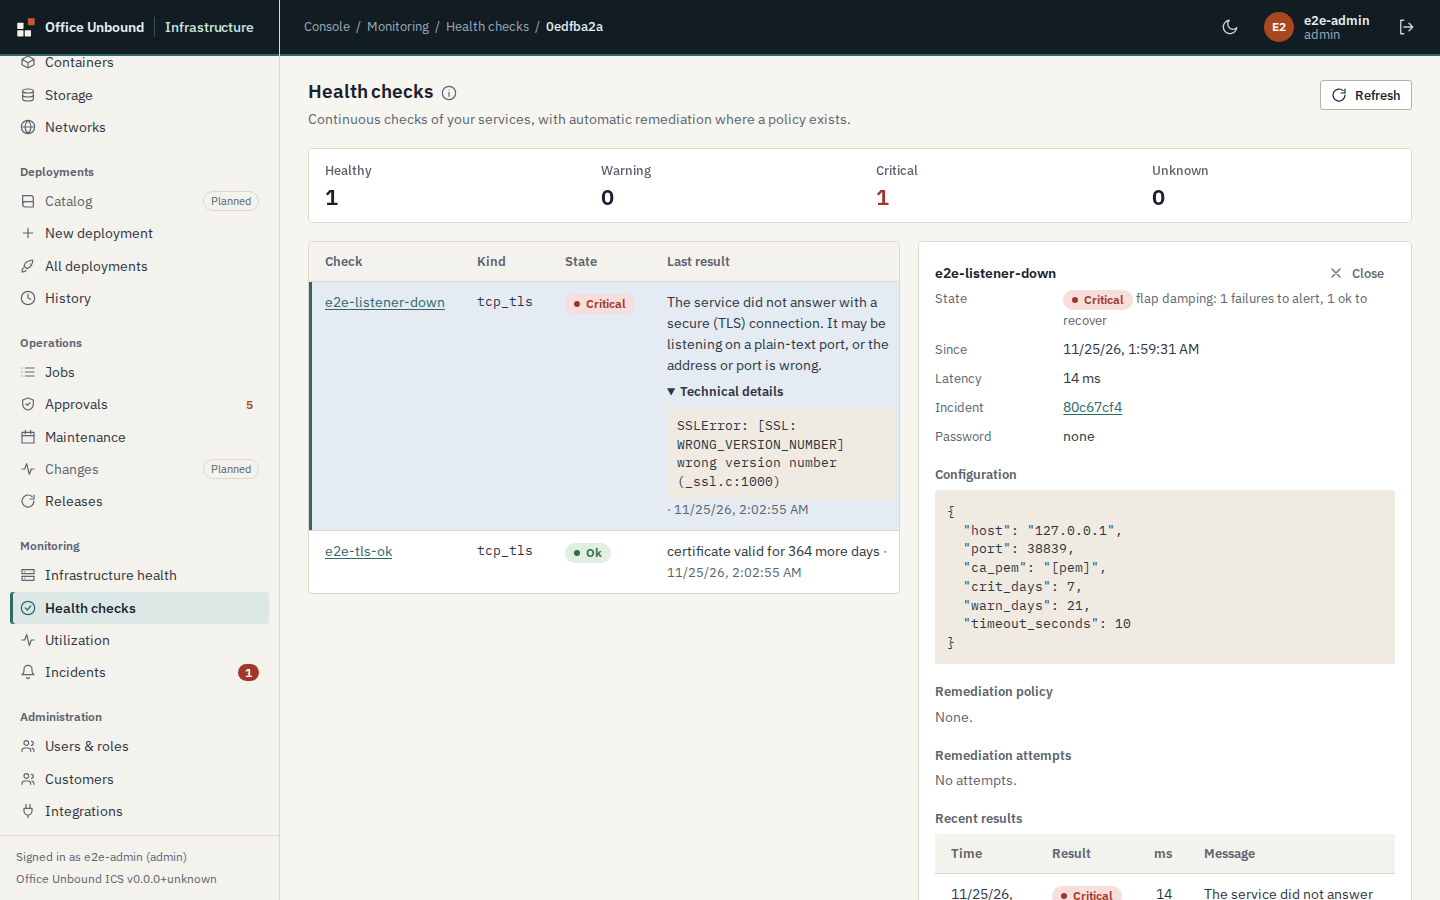 Office Unbound
Infrastructure
Console / Monitoring / Health checks / 0edfba2a
E2
e2e-admin
admin
Containers
Storage
Networks
Deployments
Catalog
Planned
New deployment
All deployments
History
Operations
Jobs
Approvals
5
Maintenance
Changes
Planned
Releases
Monitoring
Infrastructure health
Health checks
Utilization
Incidents
1
Administration
Users & roles
Customers
Integrations
Signed in as e2e-admin (admin)
Office Unbound ICS v0.0.0+unknown
Health checks
Refresh
Continuous checks of your services, with automatic remediation where a policy exists.
Healthy
1
Warning
0
Critical
1
Unknown
0
Check Kind State Last result
e2e-listener-down
tcp_tls
Critical
The service did not answer with a
secure (TLS) connection. It may be
listening on a plain-text port, or the
address or port is wrong.
▼ Technical details
SSLError: [SSL:
WRONG_VERSION_NUMBER]
wrong version number
(_ssl.c:1000)
· 11/25/26, 2:02:55 AM
e2e-tls-ok
tcp_tls
Ok
certificate valid for 364 more days ·
11/25/26, 2:02:55 AM
e2e-listener-down
Close
State
Critical flap damping: 1 failures to alert, 1 ok to
recover
Since 11/25/26, 1:59:31 AM
Latency 14 ms
Incident 80c67cf4
Password none
Configuration
{
"host": "127.0.0.1",
"port": 38839,
"ca_pem": "[pem]",
"crit_days": 7,
"warn_days": 21,
"timeout_seconds": 10
}
Remediation policy
None.
Remediation attempts
No attempts.
Recent results
Time Result ms Message
11/25/26, Critical 14 The service did not answer